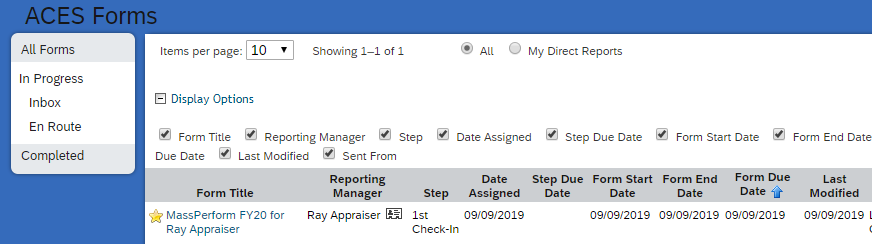 ACES Forms
All Forms
In Progress
Inbox
En Route
Completed
Items per page: 10 Showing 1–1 of 1 All My Direct Reports
Display Options
Form Title Reporting Manager Step Date Assigned Step Due Date Form Start Date Form End Date
Due Date Last Modified Sent From
Form Title Reporting Manager Step Date Assigned Step Due Date Form Start Date Form End Date Form Due Date Last Modified
MassPerform FY20 for Ray Appraiser Ray Appraiser 1st Check-In 09/09/2019 09/09/2019 09/09/2019 09/09/2019 09/09/2019